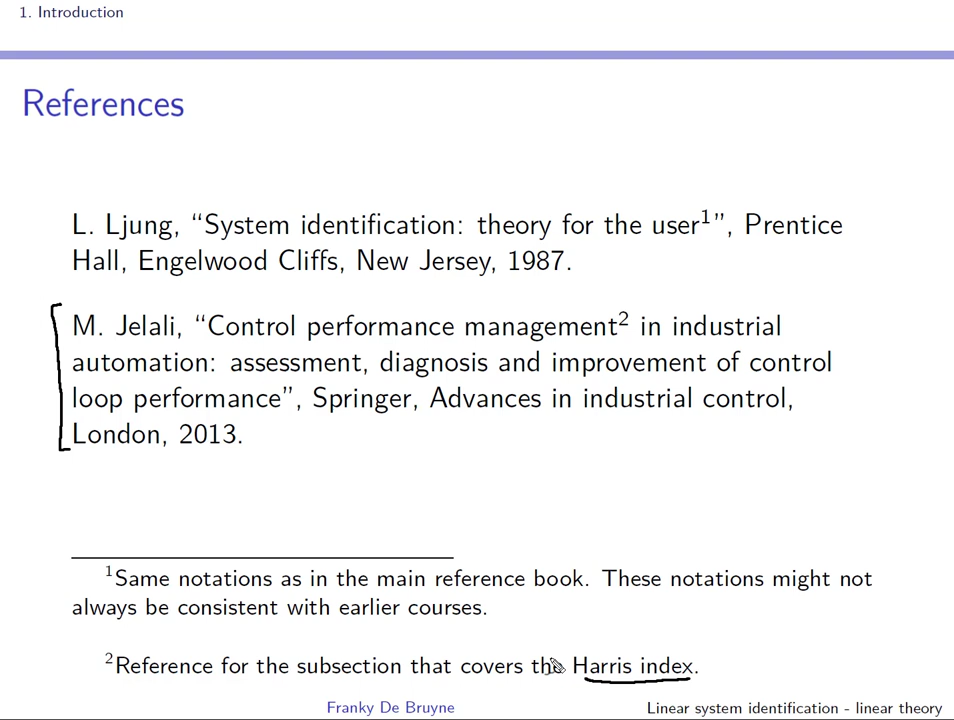 1. Introduction
References
L. Ljung, “System identification: theory for the user1”, Prentice
Hall, Engelwood Cliffs, New Jersey, 1987.
M. Jelali, “Control performance management2 in industrial
automation: assessment, diagnosis and improvement of control
loop performance”, Springer, Advances in industrial control,
London, 2013.
1Same notations as in the main reference book. These notations might not
always be consistent with earlier courses.
2Reference for the subsection that covers the Harris index.
Franky De Bruyne
Linear system identification - linear theory